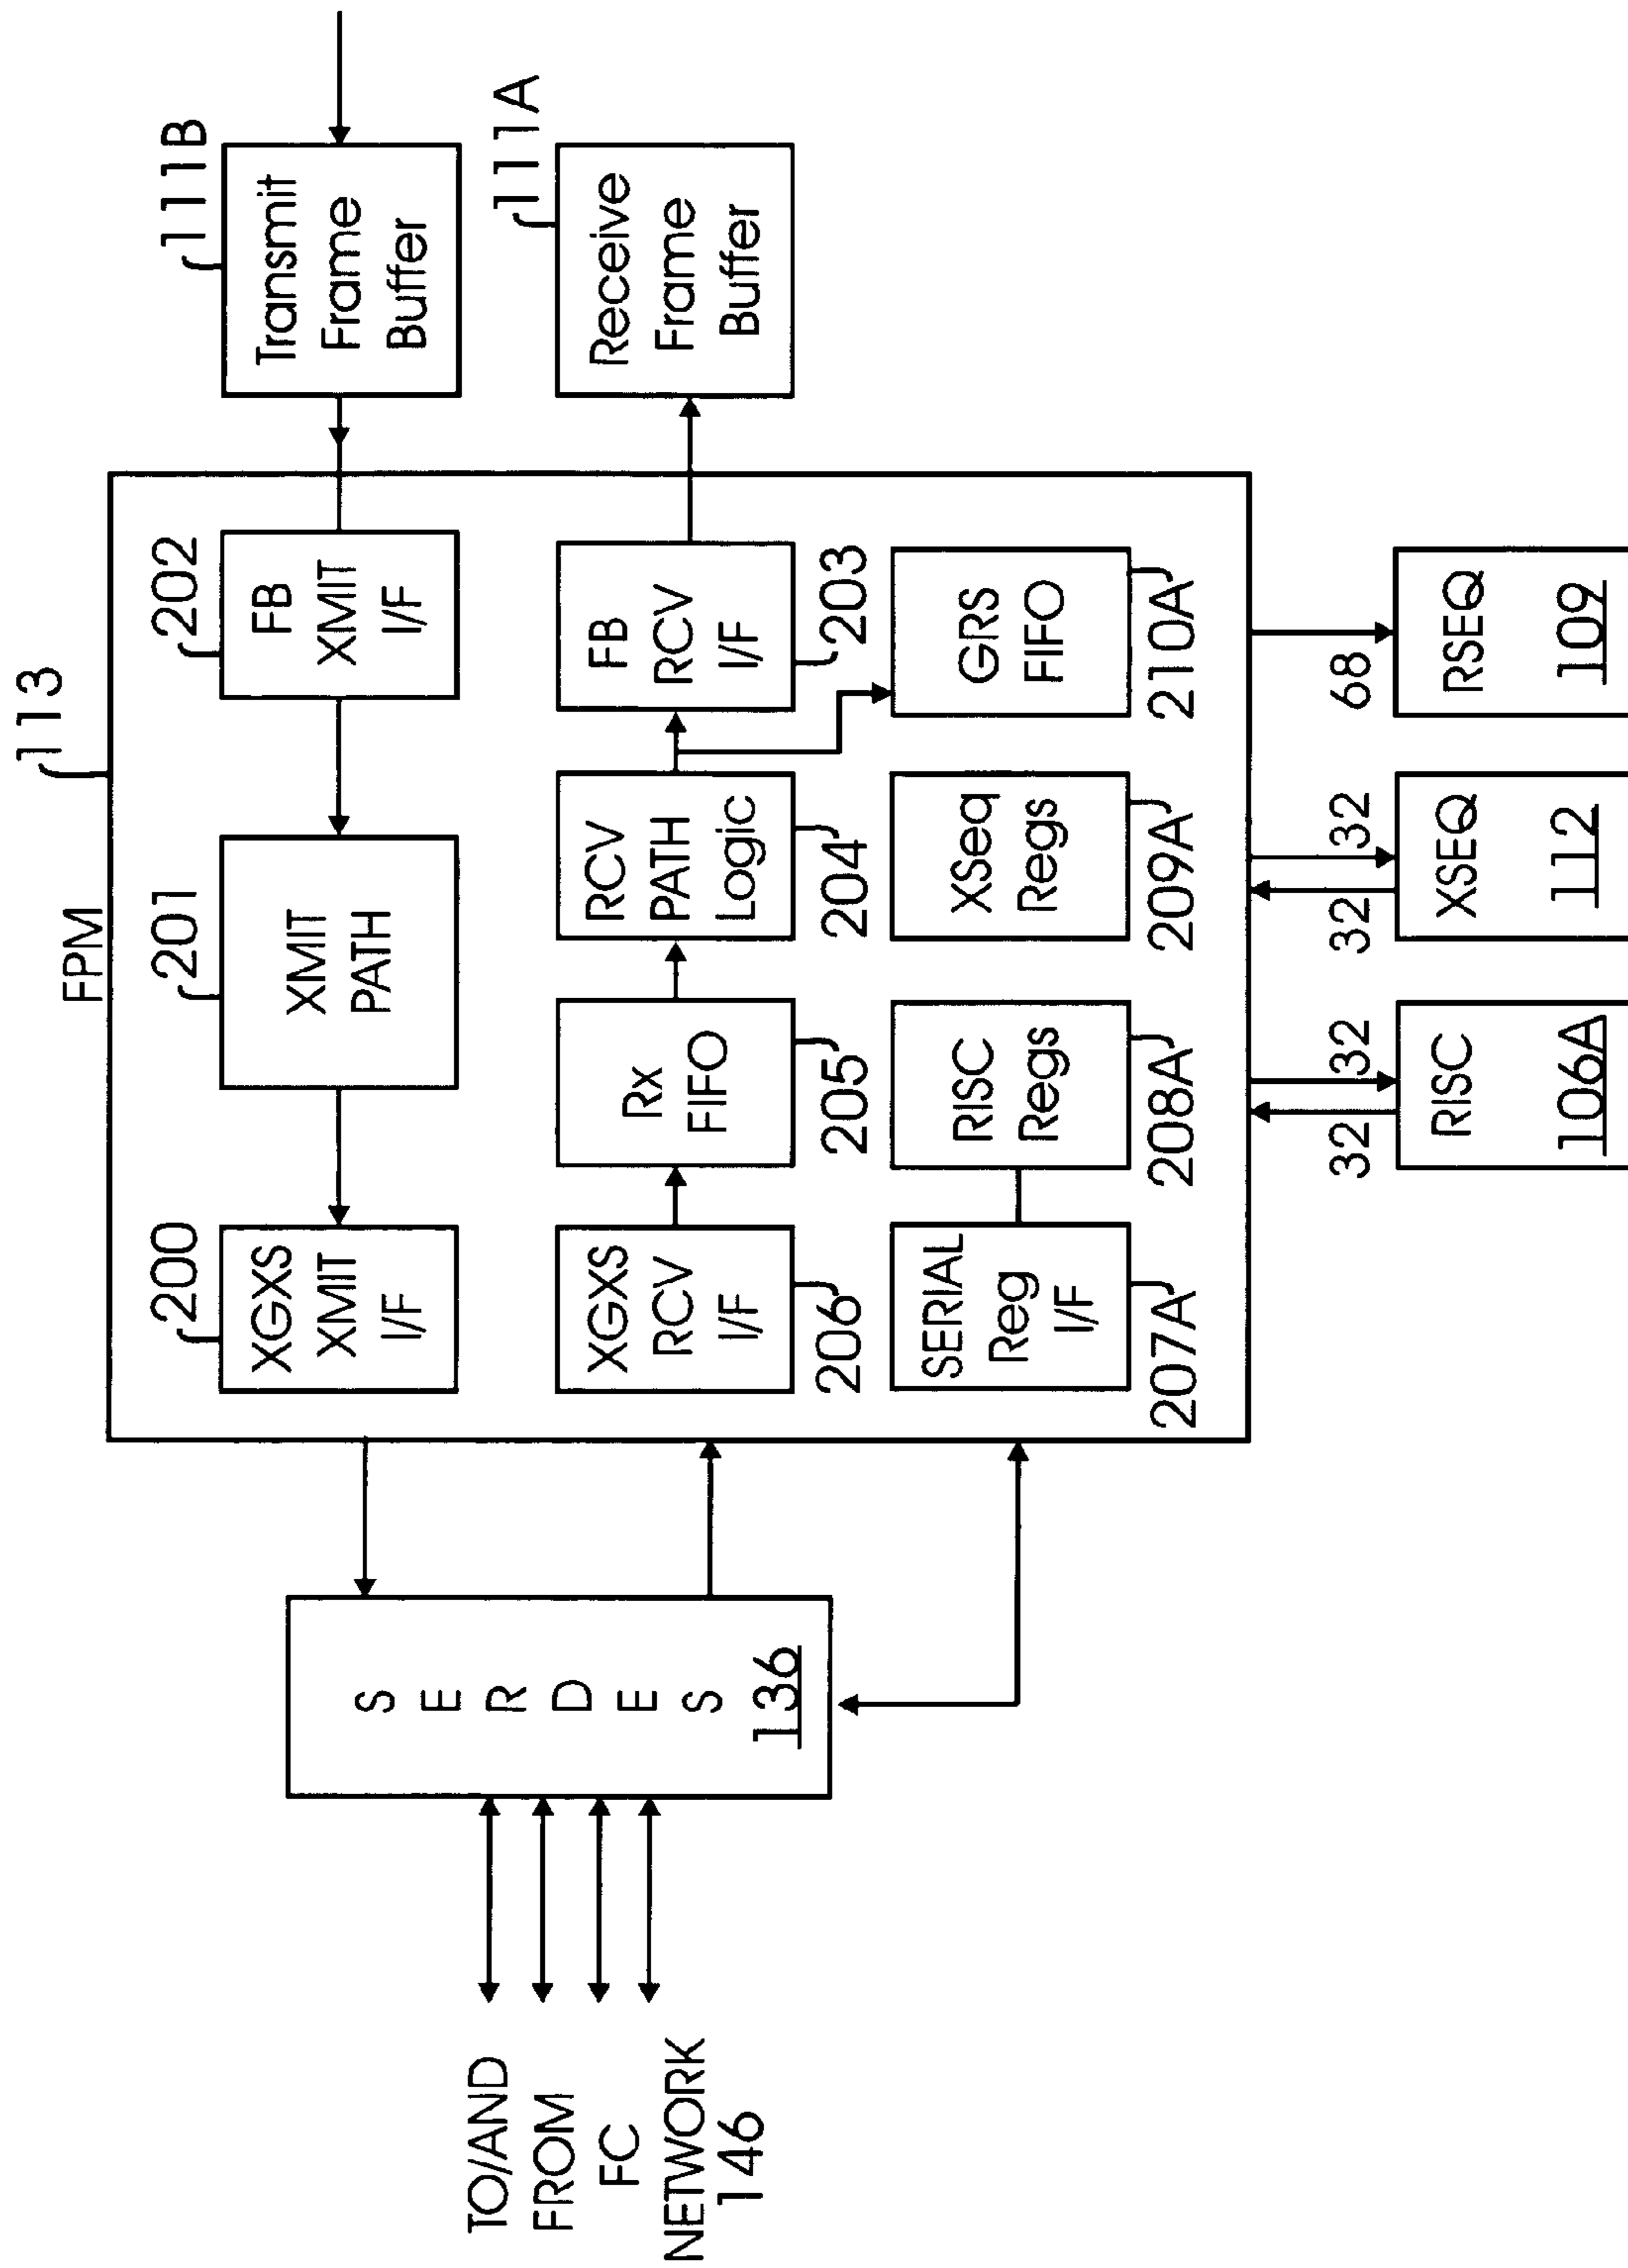 113
FPM
200
XGXS
XMIT
I/F
201
XMIT
PATH
202
FB
XMIT
I/F
111B
Transmit
Frame
Buffer
XGXS
RCV
I/F
206
Rx
FIFO
205
RCV
PATH
Logic
204
FB
RCV
I/F
203
111A
Receive
Frame
Buffer
SERIAL
Reg
I/F
207A
RISC
Regs
208A
XSeq
Regs
209A
GRS
FIFO
210A
S
E
R
D
E
S
136
TO/AND
FROM
FC
NETWORK
146
32
32
RISC
106A
32
32
XSEQ
112
68
RSEQ
109